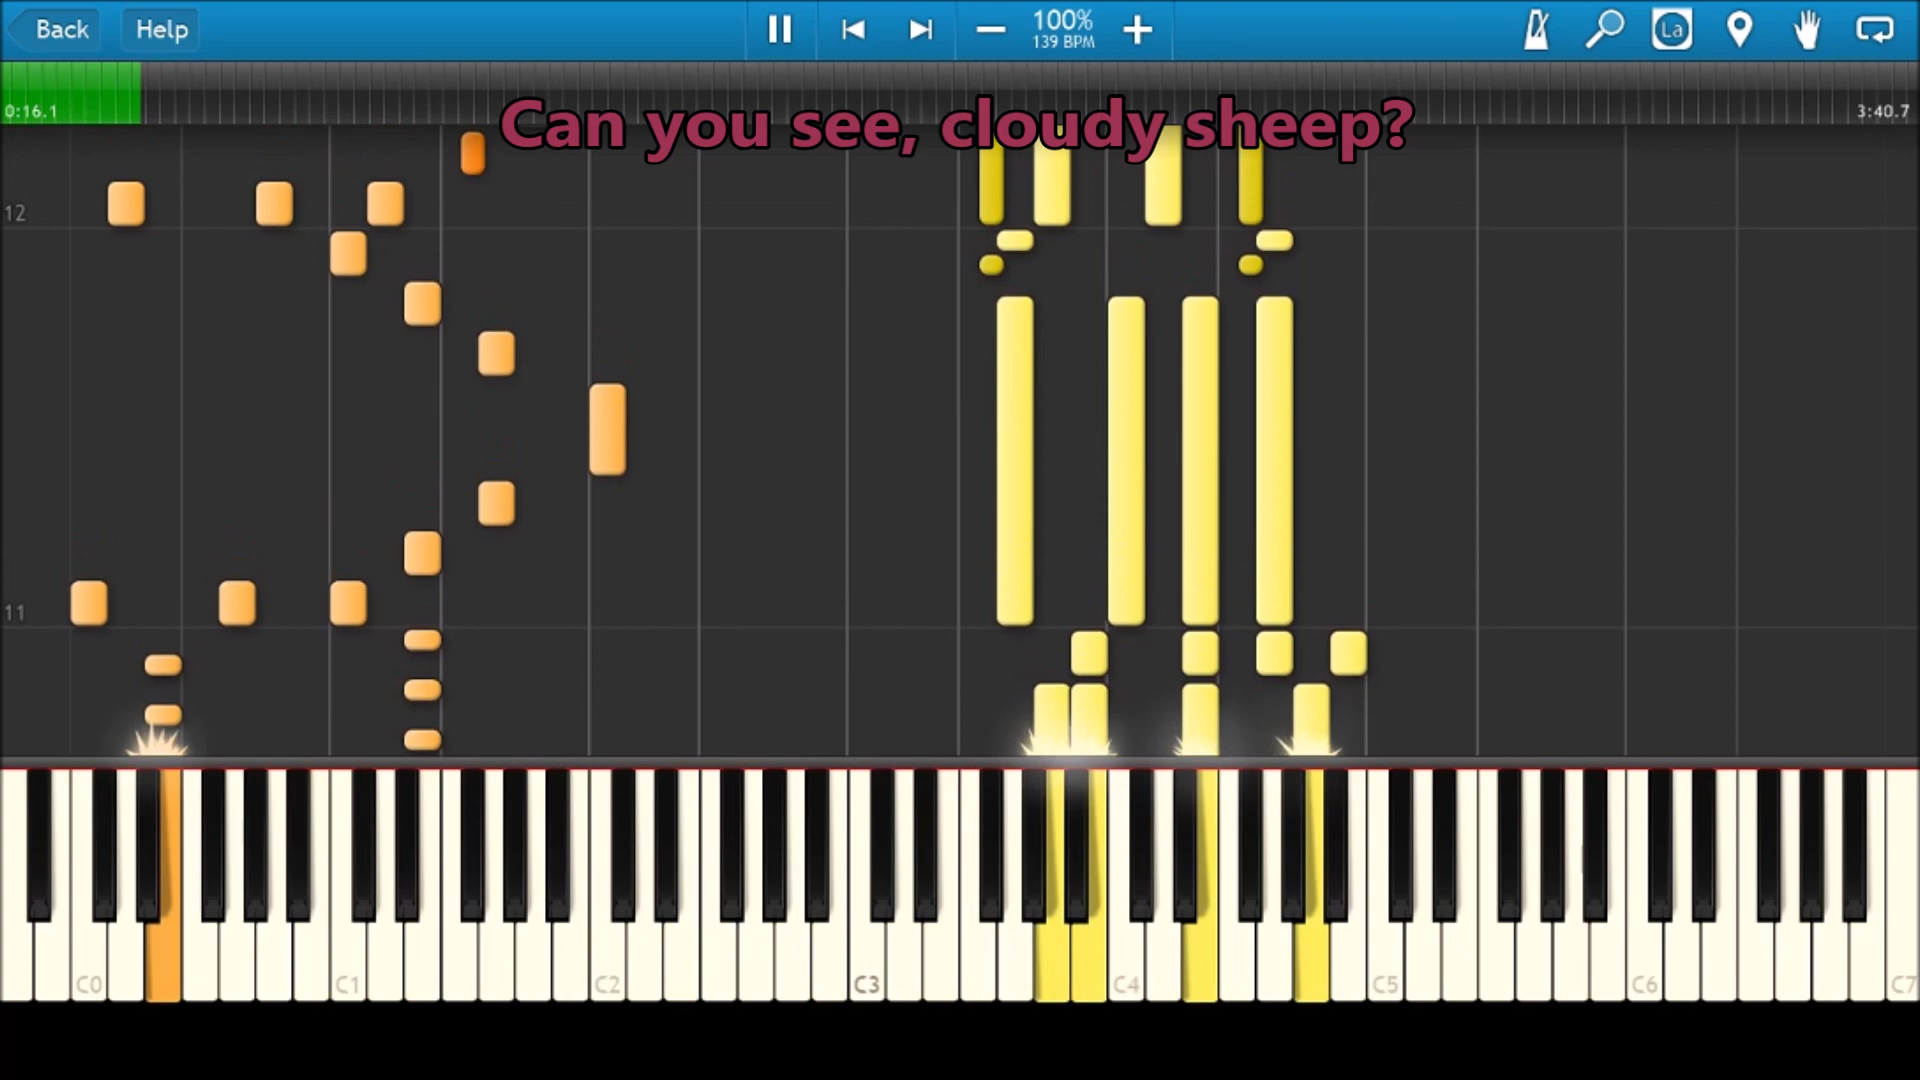 Back Help
100%
139 BPM
La
0:16.1 3:40.7
Can you see, cloudy sheep?
12
11
C0 C1 C2 C3 C4 C5 C6 C7